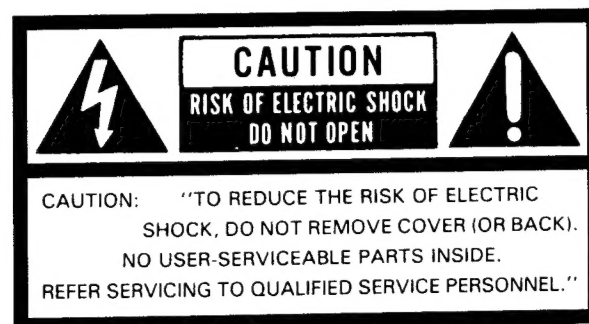 CAUTION
RISK OF ELECTRIC SHOCK
DO NOT OPEN
CAUTION: ''TO REDUCE THE RISK OF ELECTRIC
SHOCK, DO NOT REMOVE COVER (OR BACK).
NO USER-SERVICEABLE PARTS INSIDE.
REFER SERVICING TO QUALIFIED SERVICE PERSONNEL.''